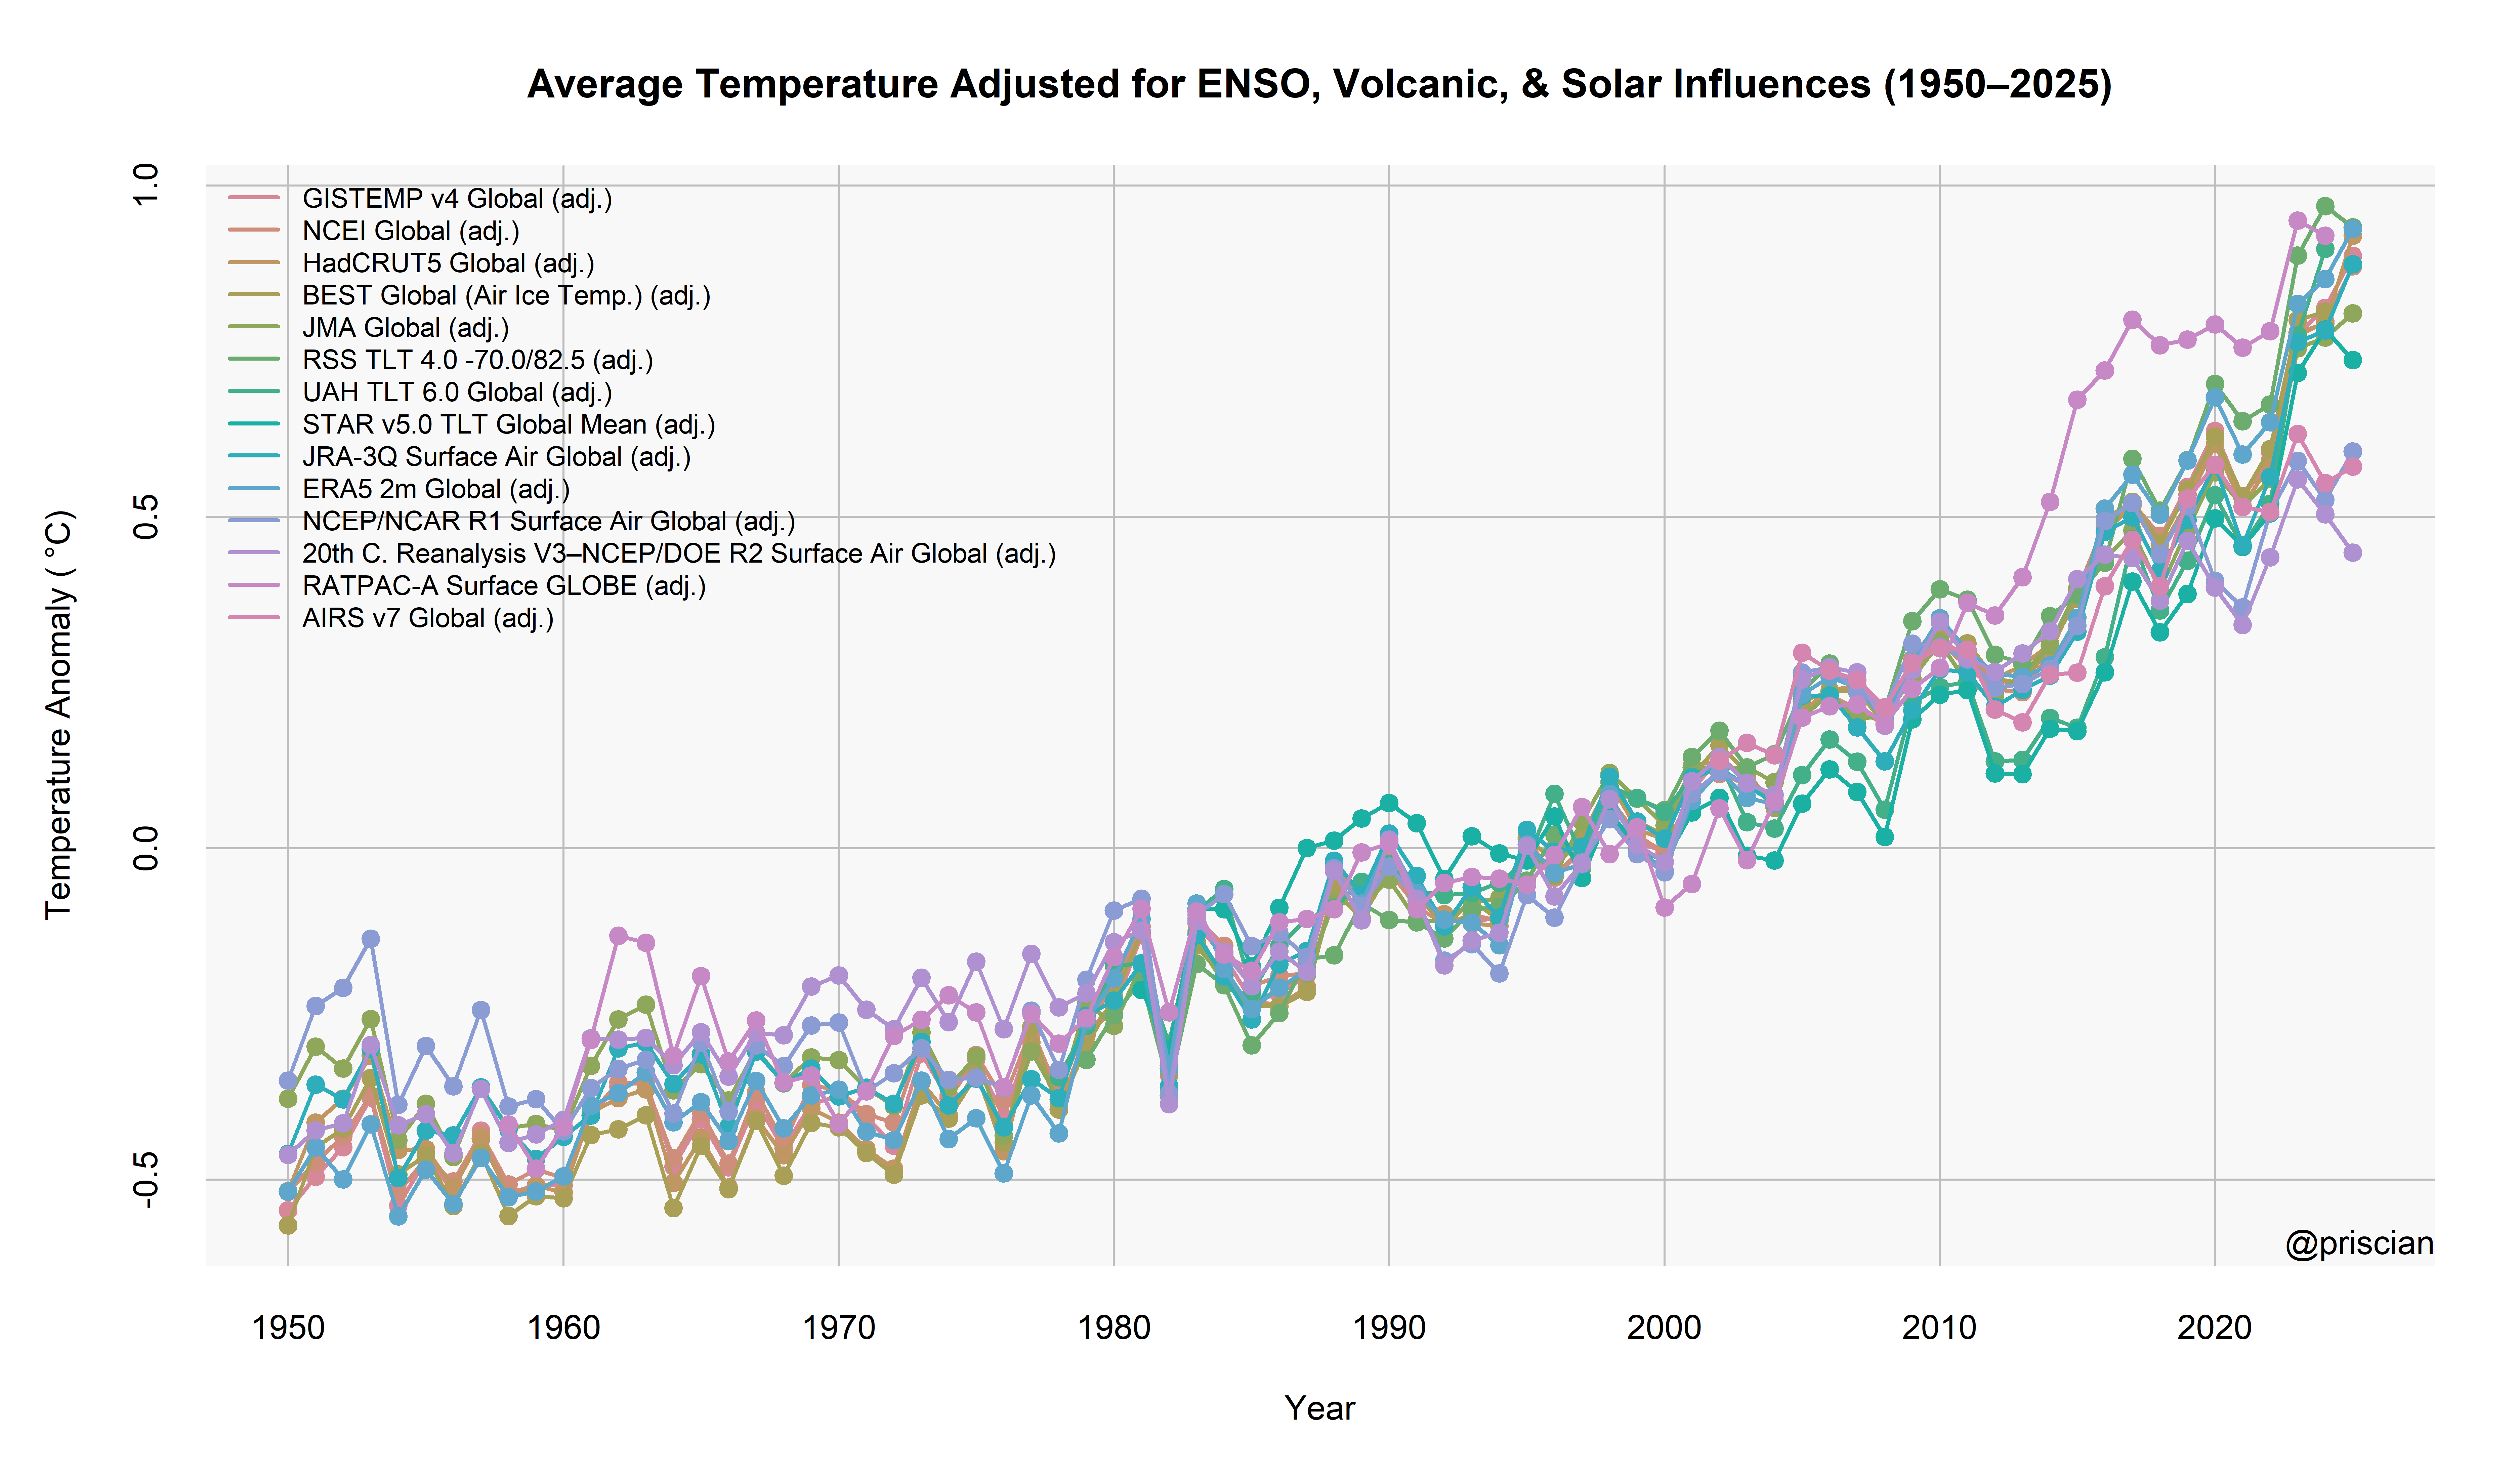 Average Temperature Adjusted for ENSO, Volcanic, & Solar Influences (1950–2025)
Temperature Anomaly (°C)
1.0
0.5
0.0
-0.5
GISTEMP v4 Global (adj.)
NCEI Global (adj.)
HadCRUT5 Global (adj.)
BEST Global (Air Ice Temp.) (adj.)
JMA Global (adj.)
RSS TLT 4.0 -70.0/82.5 (adj.)
UAH TLT 6.0 Global (adj.)
STAR v5.0 TLT Global Mean (adj.)
JRA-3Q Surface Air Global (adj.)
ERA5 2m Global (adj.)
NCEP/NCAR R1 Surface Air Global (adj.)
20th C. Reanalysis V3–NCEP/DOE R2 Surface Air Global (adj.)
RATPAC-A Surface GLOBE (adj.)
AIRS v7 Global (adj.)
@priscian
1950 1960 1970 1980 1990 2000 2010 2020
Year